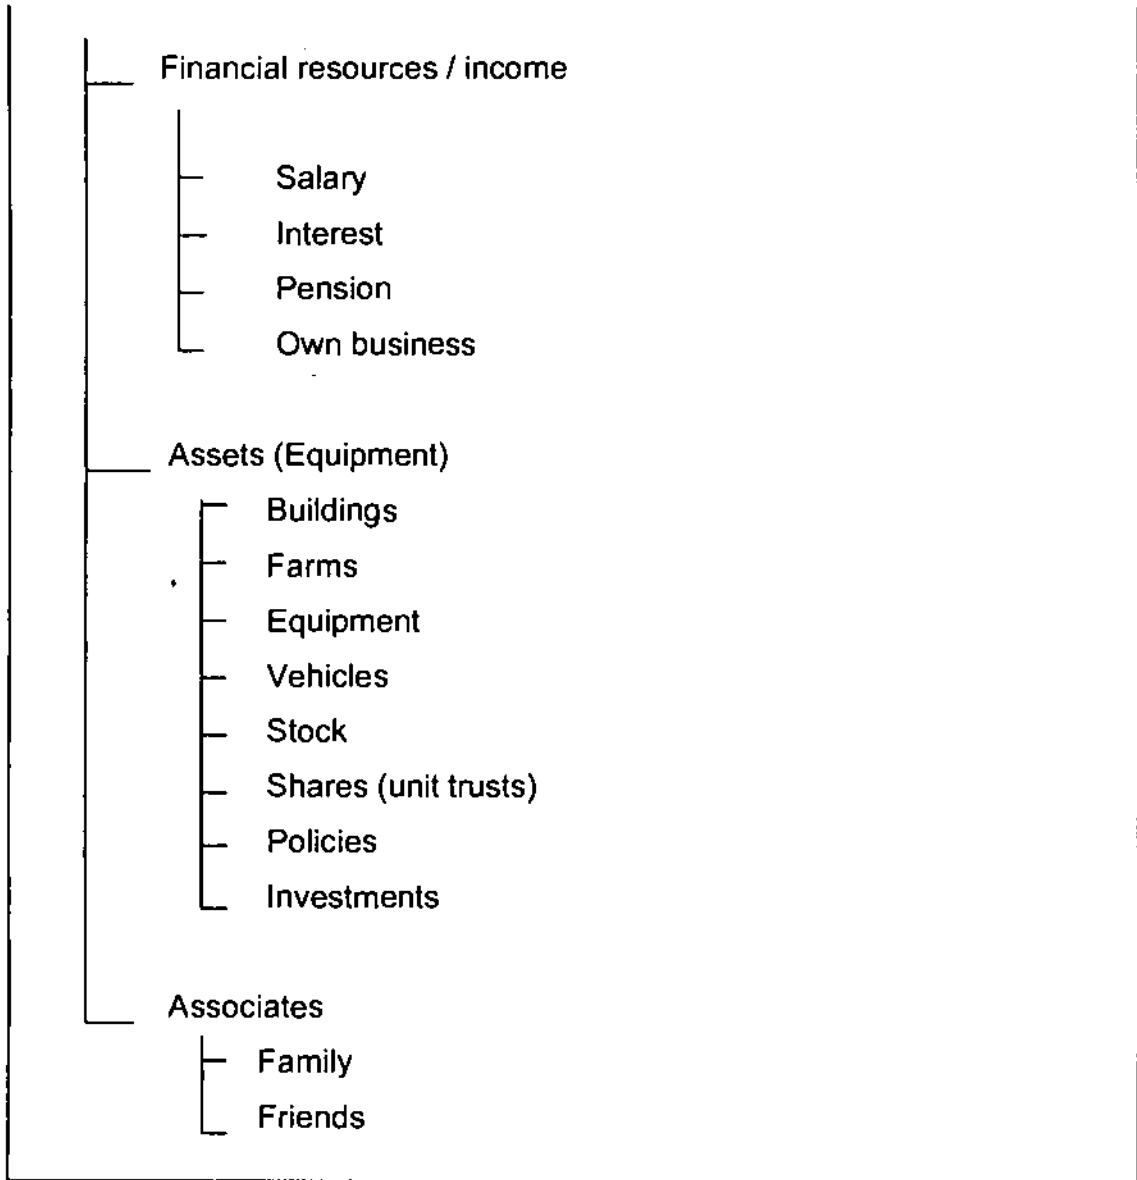 Financial resources / income
Salary
Interest
Pension
Own business
Assets (Equipment)
Buildings
Farms
Equipment
Vehicles
Stock
Shares (unit trusts)
Policies
Investments
Associates
Family
Friends